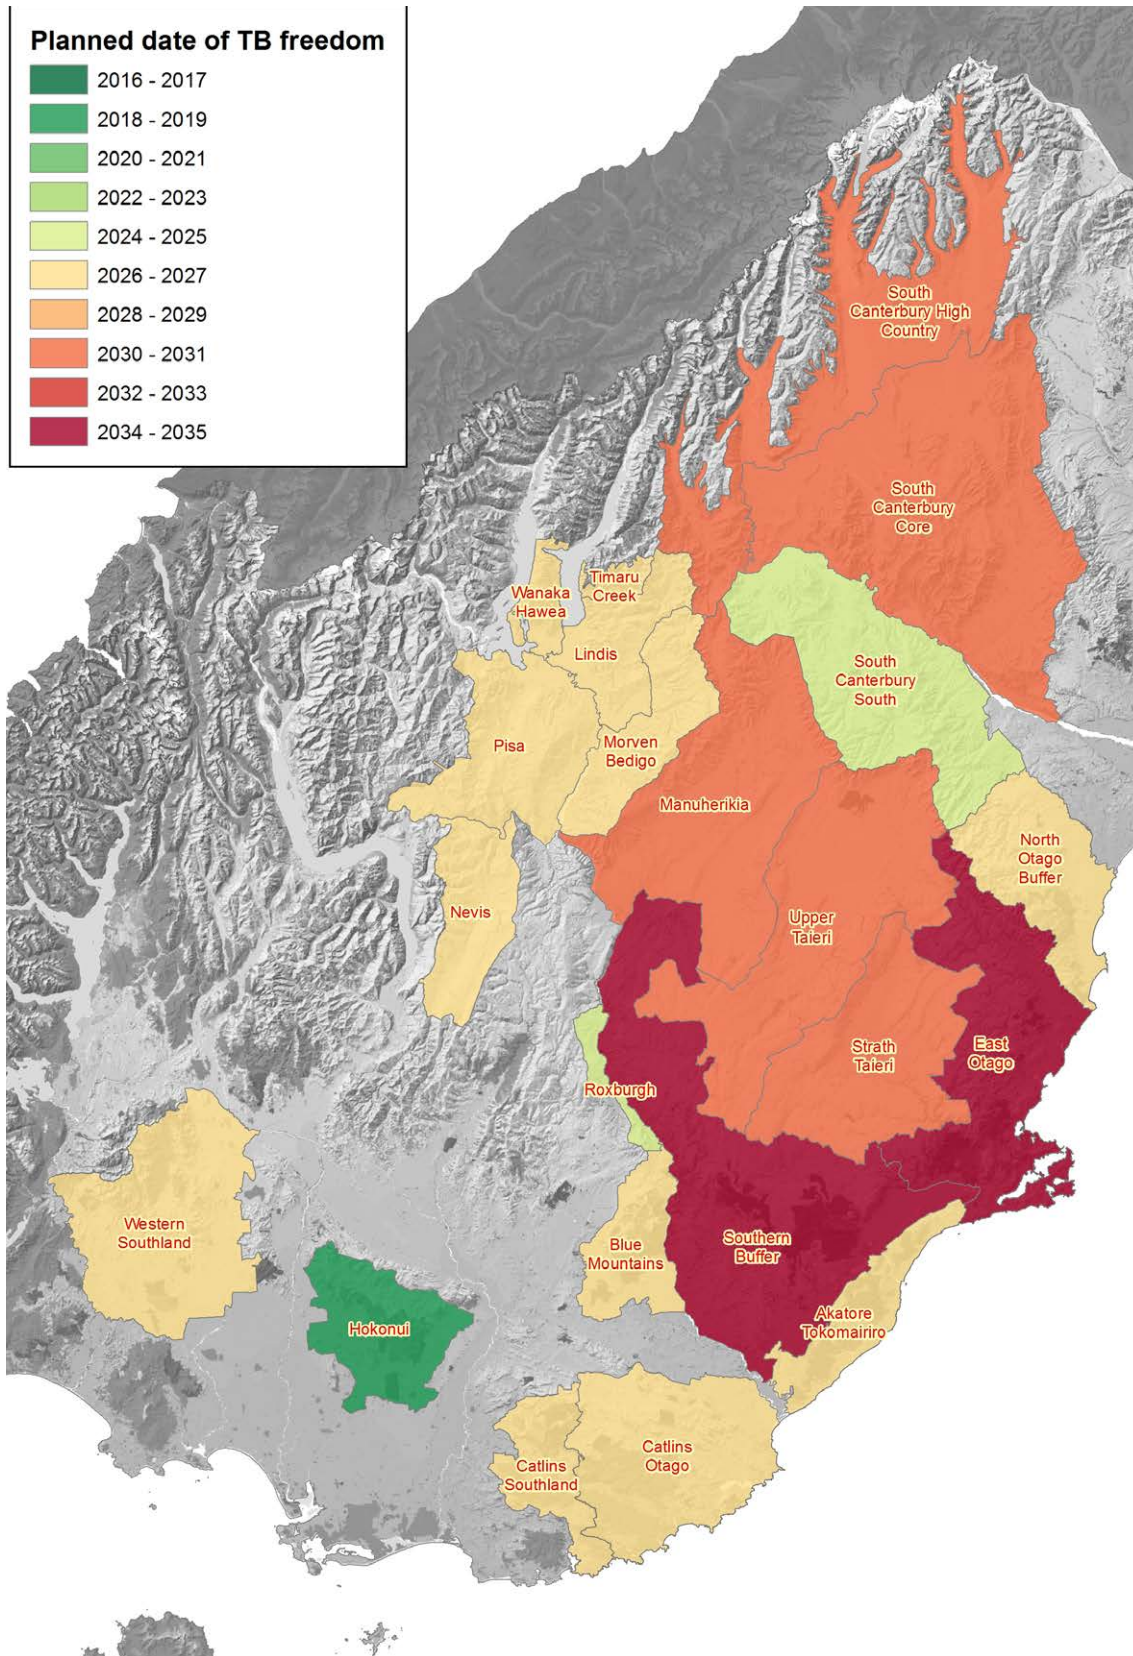 Planned date of TB freedom
2016 - 2017
2018 - 2019
2020 - 2021
2022 - 2023
2024 - 2025
2026 - 2027
2028 - 2029
2030 - 2031
2032 - 2033
2034 - 2035
South
Canterbury High
Country
South
Canterbury
Core
Timaru
Creek
Wanaka
Hawea
Lindis
South
Canterbury
South
Pisa
Morven
Bedigo
Manuherikia
North
Otago
Buffer
Nevis
Upper
Taieri
Strath
Taieri
East
Otago
Roxburgh
Western
Southland
Blue
Mountains
Southern
Buffer
Akatore
Tokomairiro
Hokonui
Catlins
Otago
Catlins
Southland